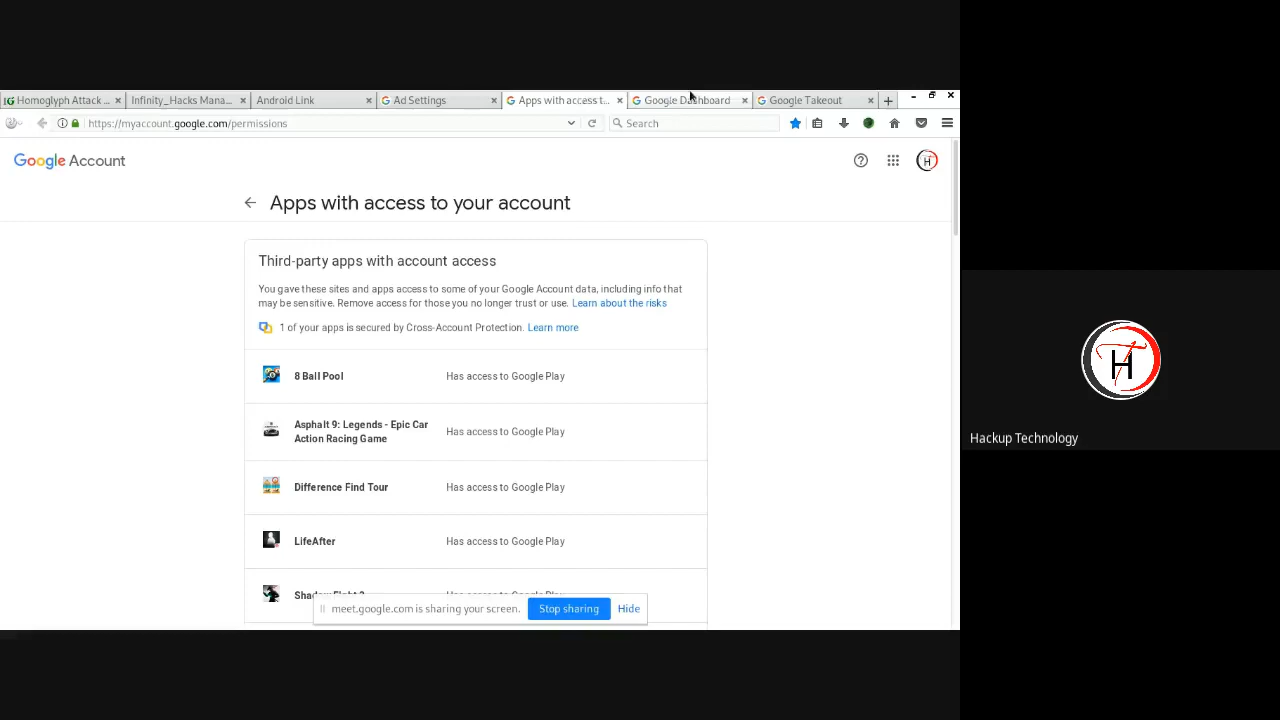 Homoglyph Attack ...
Infinity_Hacks Mana...
Android Link
Ad Settings
Apps with access t...
Google Dashboard
Google Takeout
https://myaccount.google.com/permissions
Search
Google Account
H
Apps with access to your account
Third-party apps with account access
You gave these sites and apps access to some of your Google Account data, including info that
may be sensitive. Remove access for those you no longer trust or use. Learn about the risks
1 of your apps is secured by Cross-Account Protection. Learn more
8 Ball Pool Has access to Google Play
Asphalt 9: Legends - Epic Car
Action Racing Game Has access to Google Play
Difference Find Tour Has access to Google Play
LifeAfter Has access to Google Play
meet.google.com is sharing your screen. Stop sharing Hide
H
Hackup Technology